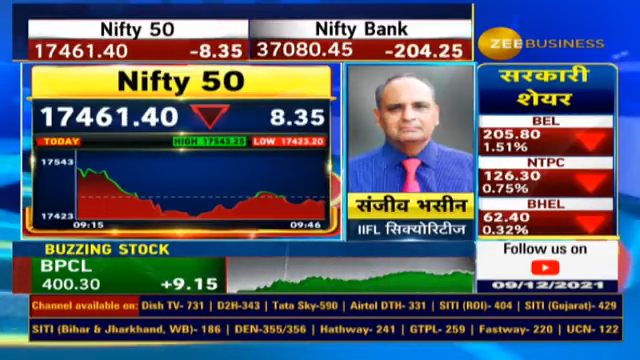 Nifty 50
17461.40 -8.35
Nifty Bank
37080.45 -204.25
ZEE BUSINESS
Nifty 50
17461.40 8.35
TODAY HIGH 17543.25 LOW 17423.20
17543
17423
09:15 09:46
संजीव भसीन
IIFL सिक्योरिटीज
सरकारी
शेयर
BEL
205.80
1.51%
NTPC
126.30
0.75%
BHEL
62.40
0.32%
BUZZING STOCK
BPCL
400.30 +9.15
Follow us on
09/12/2021
Channel available on: Dish TV- 731 | D2H-343 | Tata Sky-590 | Airtel DTH- 331 | SITI (ROI)- 404 | SITI (Gujarat)- 429
SITI (Bihar & Jharkhand, WB)- 186 | DEN-355/356 | Hathway- 241 | GTPL- 259 | Fastway- 220 | UCN- 122